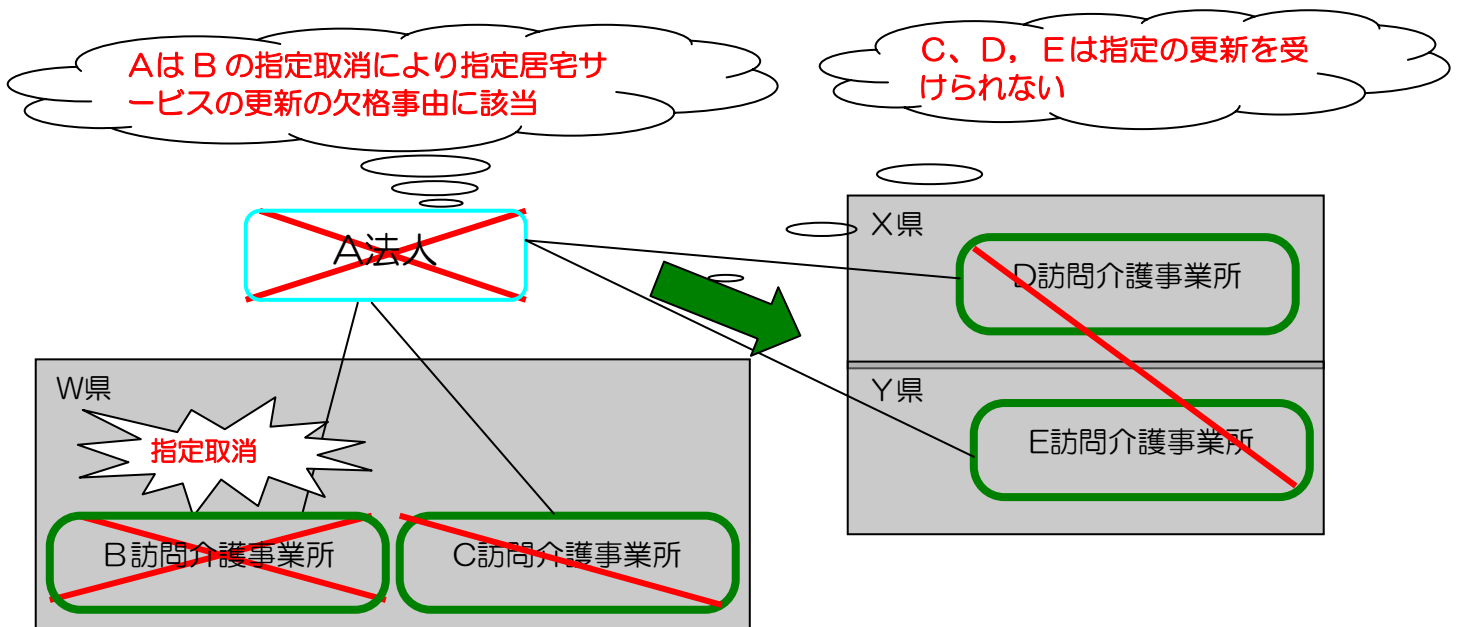 AはBの指定取消により指定居宅サ
ービスの更新の欠格事由に該当
C、D，Eは指定の更新を受
けられない
A法人
X県
D訪問介護事業所
W県
Y県
指定取消
E訪問介護事業所
B訪問介護事業所
C訪問介護事業所